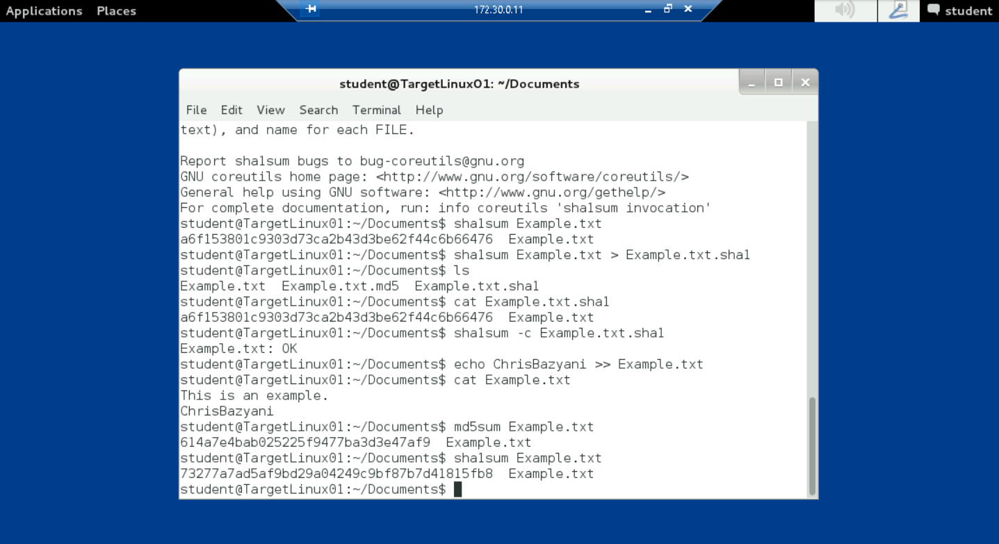 Applications Places 172.30.0.11 student
student@TargetLinux01: ~/Documents
File Edit View Search Terminal Help
text), and name for each FILE.
Report sha1sum bugs to bug-coreutils@gnu.org
GNU coreutils home page: <http://www.gnu.org/software/coreutils/>
General help using GNU software: <http://www.gnu.org/gethelp/>
For complete documentation, run: info coreutils 'sha1sum invocation'
student@TargetLinux01:~/Documents$ sha1sum Example.txt
a6f153801c9303d73ca2b43d3be62f44c6b66476  Example.txt
student@TargetLinux01:~/Documents$ sha1sum Example.txt > Example.txt.sha1
student@TargetLinux01:~/Documents$ ls
Example.txt  Example.txt.md5  Example.txt.sha1
student@TargetLinux01:~/Documents$ cat Example.txt.sha1
a6f153801c9303d73ca2b43d3be62f44c6b66476  Example.txt
student@TargetLinux01:~/Documents$ sha1sum -c Example.txt.sha1
Example.txt: OK
student@TargetLinux01:~/Documents$ echo ChrisBazyani >> Example.txt
student@TargetLinux01:~/Documents$ cat Example.txt
This is an example.
ChrisBazyani
student@TargetLinux01:~/Documents$ md5sum Example.txt
614a7e4bab025225f9477ba3d3e47af9  Example.txt
student@TargetLinux01:~/Documents$ sha1sum Example.txt
73277a7ad5af9bd29a04249c9bf87b7d41815fb8  Example.txt
student@TargetLinux01:~/Documents$